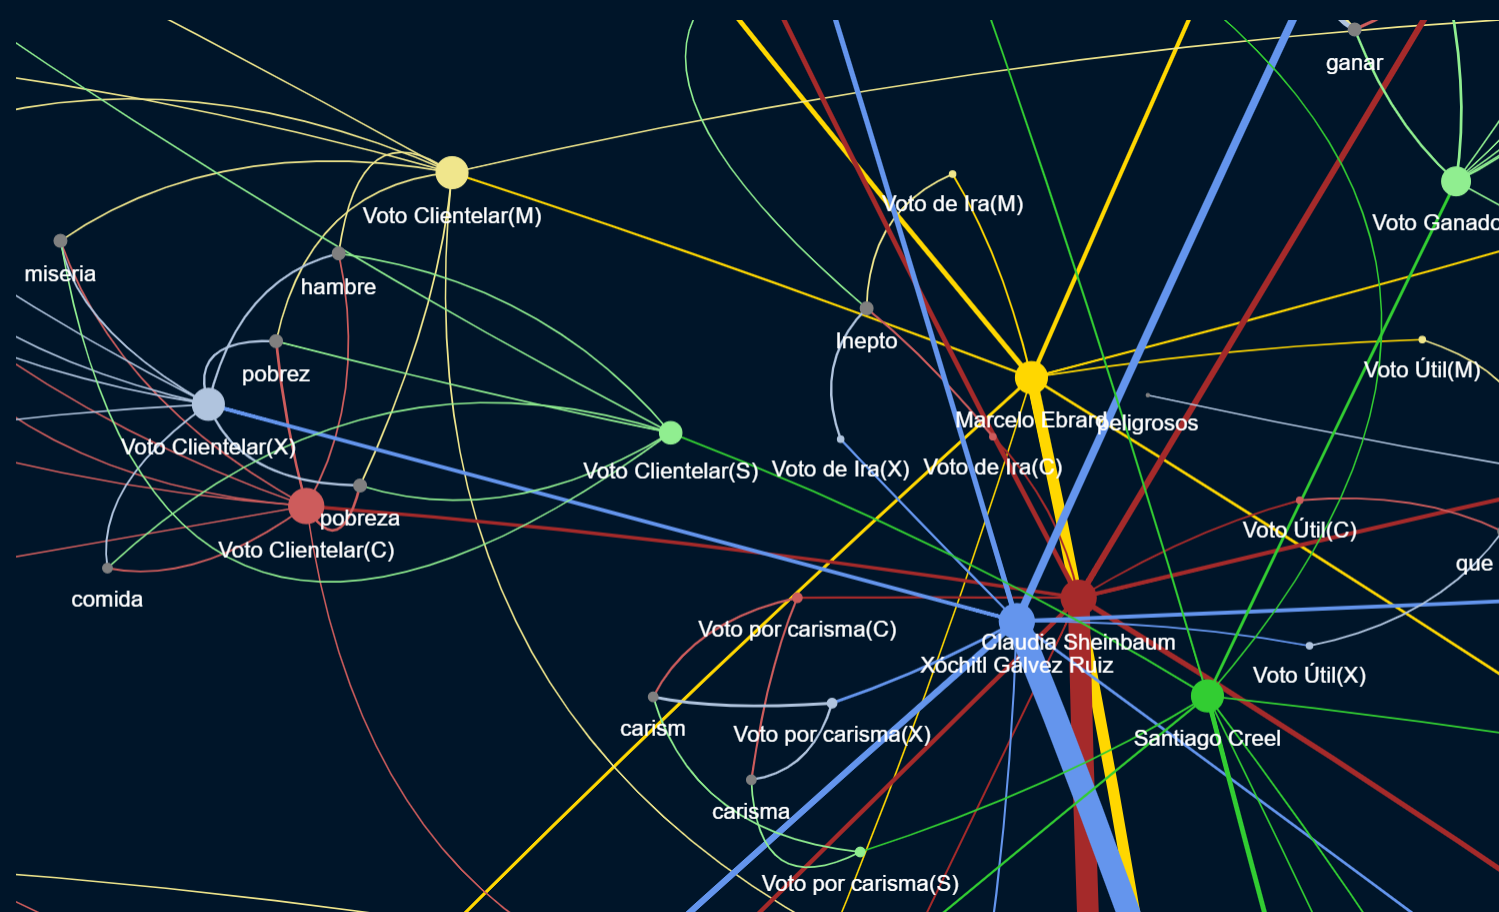 ganar
Voto de Ira(M)
Voto Clientelar(M)
Voto Ganado
miseria
hambre
Inepto
pobrez
Voto Útil(M)
Marcelo Ebrard
peligrosos
Voto Clientelar(X)
Voto Clientelar(S)
Voto de Ira(X)
Voto de Ira(C)
pobreza
Voto Útil(C)
Voto Clientelar(C)
que
comida
Voto por carisma(C)
Claudia Sheinbaum
Xóchitl Gálvez Ruiz
Voto Útil(X)
carism
Voto por carisma(X)
Santiago Creel
carisma
Voto por carisma(S)